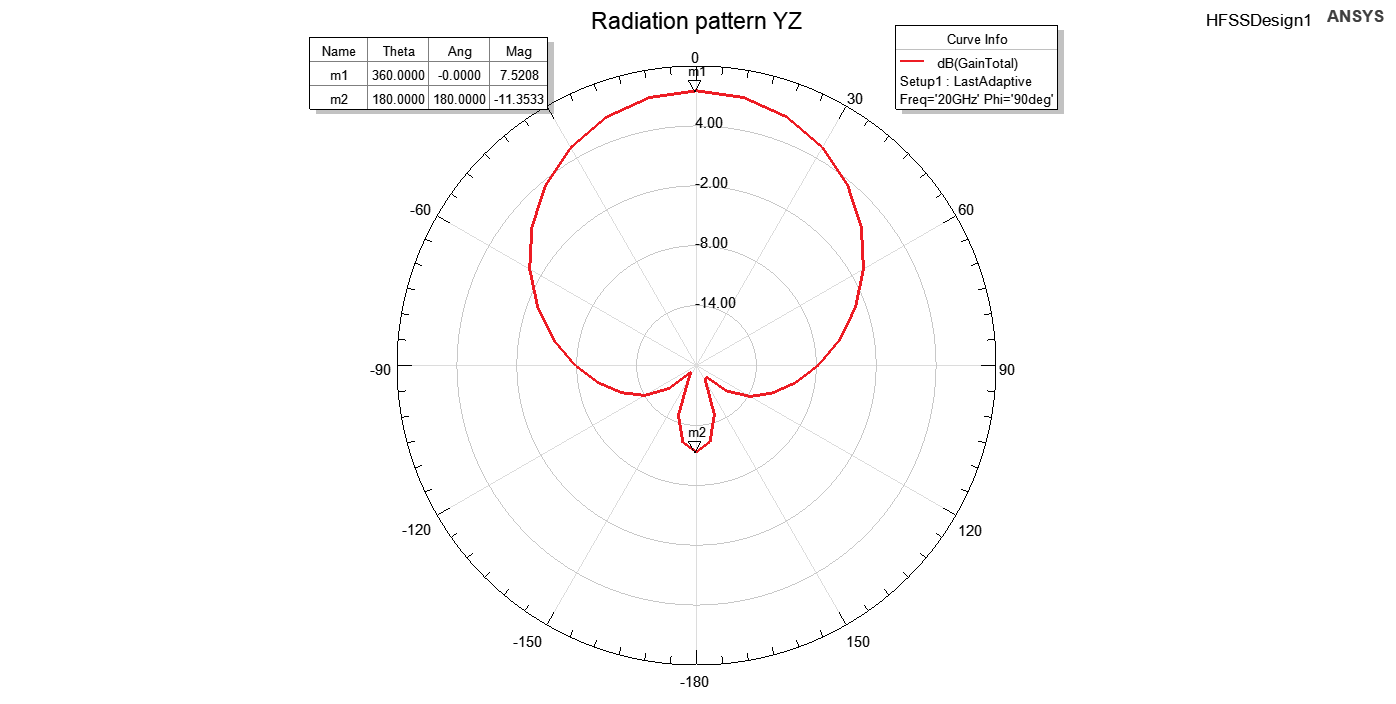 Radiation pattern YZ
HFSSDesign1
ANSYS
Name Theta Ang Mag
m1 360.0000 -0.0000 7.5208
m2 180.0000 180.0000 -11.3533
Curve Info
dB(GainTotal)
Setup1 : LastAdaptive
Freq='20GHz' Phi='90deg'
0
m1
30
4.00
-2.00
-60
60
-8.00
-14.00
-90
90
m2
-120
120
-150
150
-180